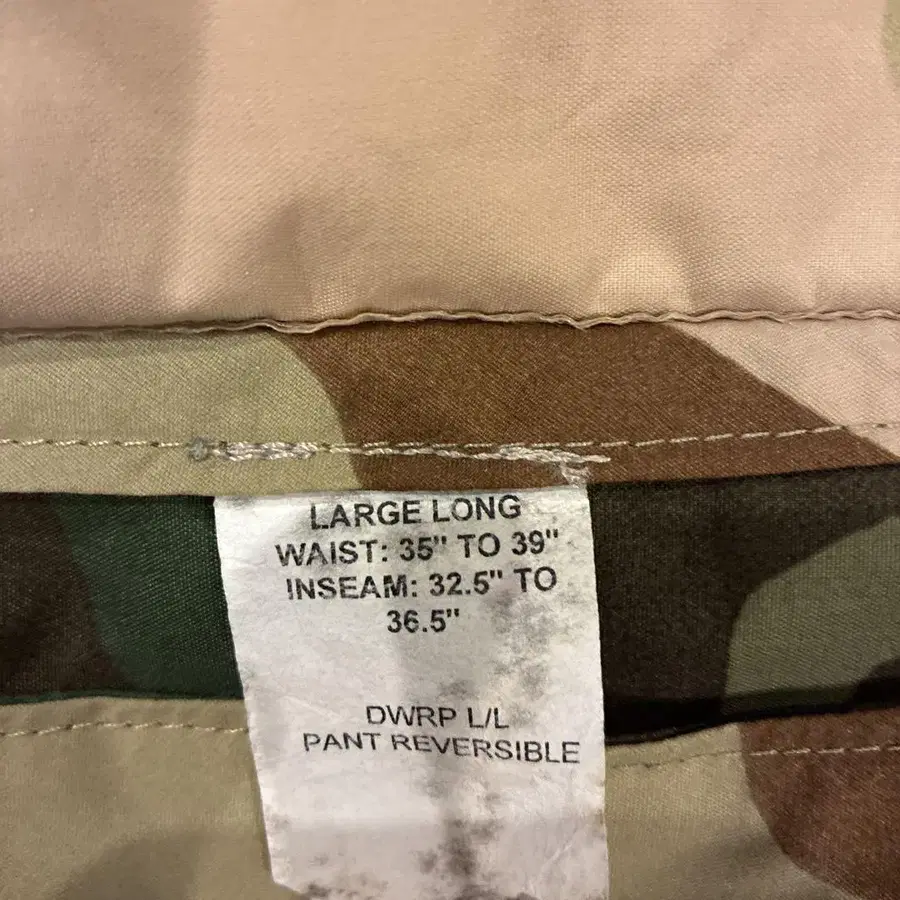 LARGE LONG
WAIST: 35" TO 39"
INSEAM: 32.5" TO
36.5"
DWRP L/L
PANT REVERSIBLE